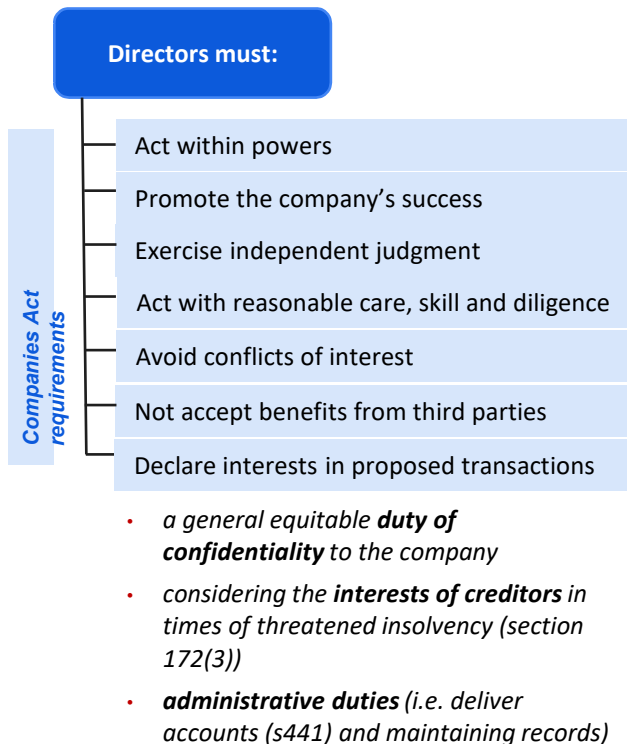 Directors must:
Companies Act
requirements
Act within powers
Promote the company's success
Exercise independent judgment
Act with reasonable care, skill and diligence
Avoid conflicts of interest
Not accept benefits from third parties
Declare interests in proposed transactions
• a general equitable duty of
confidentiality to the company
• considering the interests of creditors in
times of threatened insolvency (section
172(3))
• administrative duties (i.e. deliver
accounts (s441) and maintaining records)